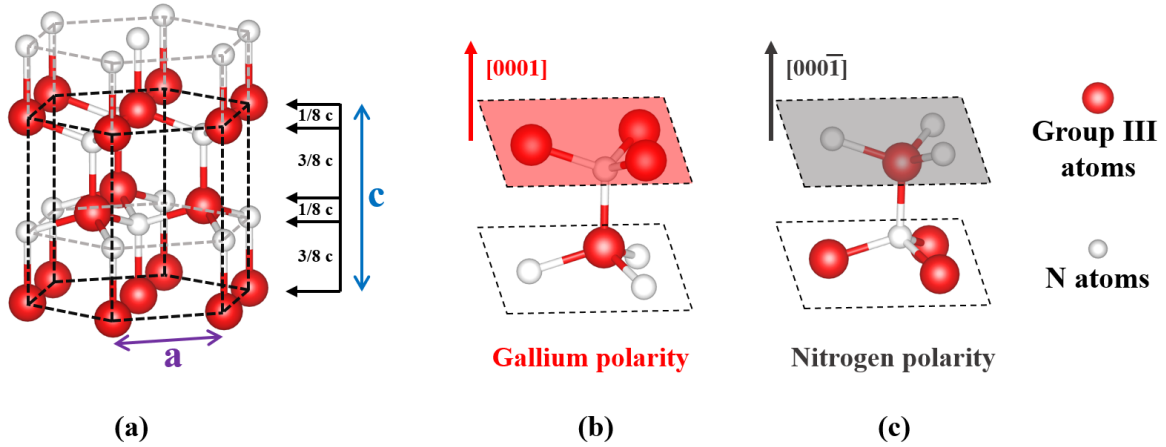 1/8 c
3/8 c
1/8 c
3/8 c
c
a
(a)
[0001]
Gallium polarity
(b)
[0001̅]
Nitrogen polarity
(c)
Group III
atoms
N atoms